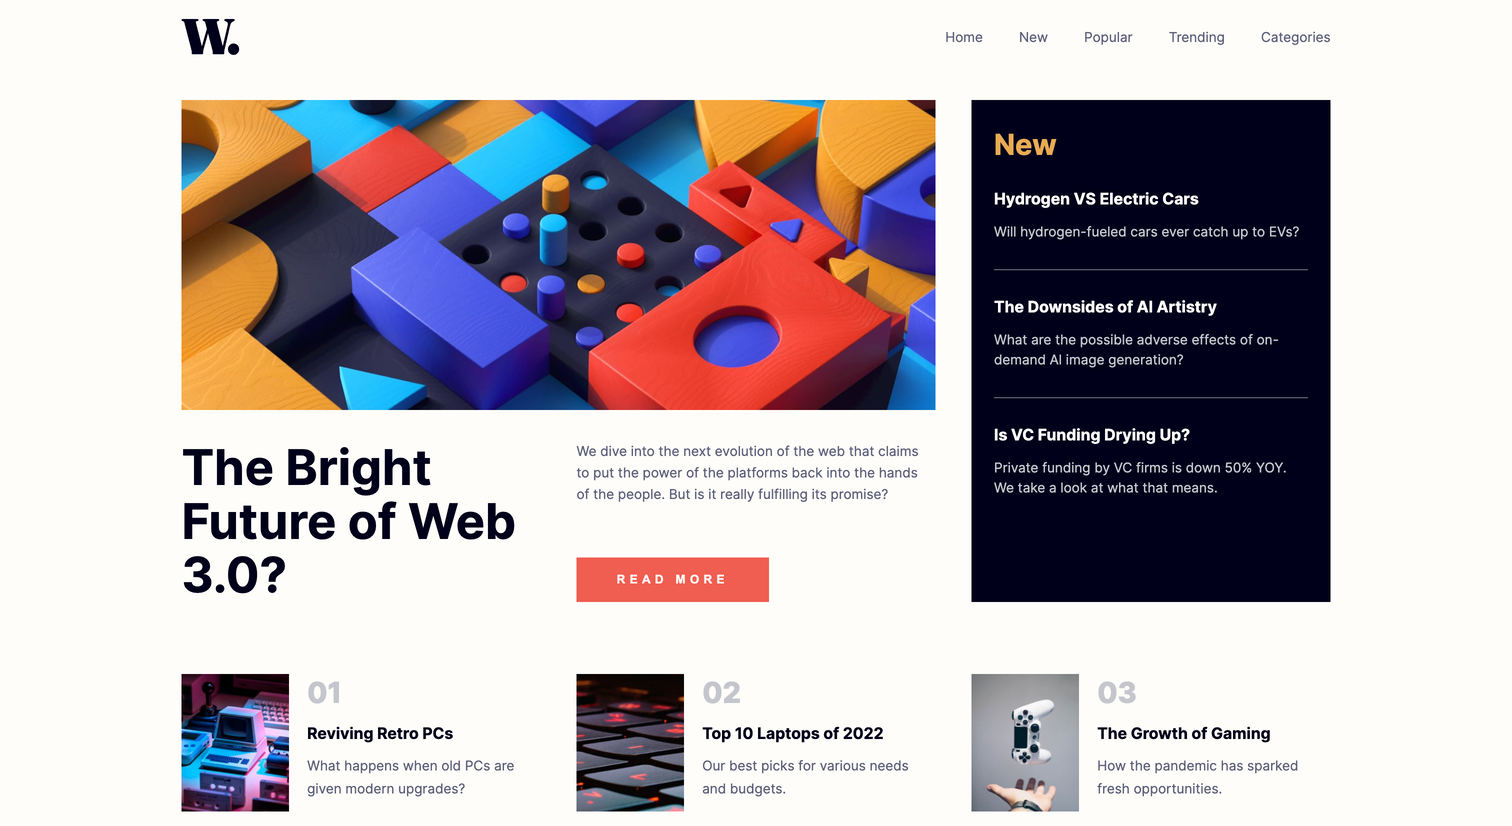 W.
Home New Popular Trending Categories
The Bright
Future of Web
3.0?
We dive into the next evolution of the web that claims
to put the power of the platforms back into the hands
of the people. But is it really fulfilling its promise?
READ MORE
New
Hydrogen VS Electric Cars
Will hydrogen-fueled cars ever catch up to EVs?
The Downsides of AI Artistry
What are the possible adverse effects of on-
demand AI image generation?
Is VC Funding Drying Up?
Private funding by VC firms is down 50% YOY.
We take a look at what that means.
01
Reviving Retro PCs
What happens when old PCs are
given modern upgrades?
02
Top 10 Laptops of 2022
Our best picks for various needs
and budgets.
03
The Growth of Gaming
How the pandemic has sparked
fresh opportunities.